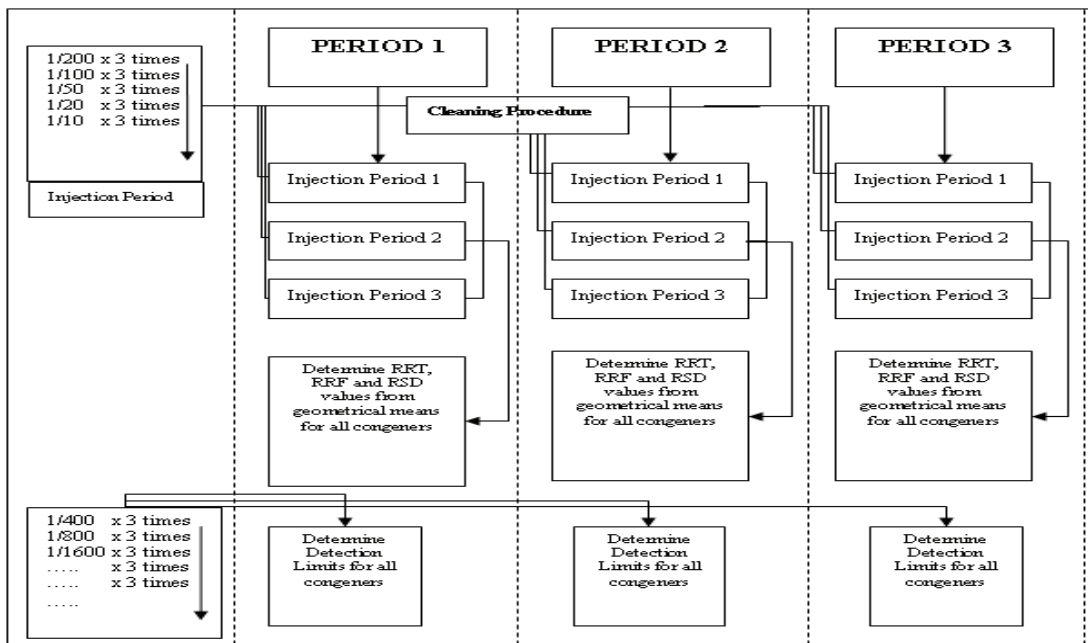 1/200 x 3 times
1/100 x 3 times
1/50 x 3 times
1/20 x 3 times
1/10 x 3 times
Injection Period
PERIOD 1
PERIOD 2
PERIOD 3
Cleaning Procedure
Injection Period 1
Injection Period 2
Injection Period 3
Injection Period 1
Injection Period 2
Injection Period 3
Injection Period 1
Injection Period 2
Injection Period 3
Determine RRT,
RRF and RSD
values from
geometrical means
for all congeners
Determine RRT,
RRF and RSD
values from
geometrical means
for all congeners
Determine RRT,
RRF and RSD
values from
geometrical means
for all congeners
1/400 x 3 times
1/800 x 3 times
1/1600 x 3 times
..... x 3 times
..... x 3 times
.....
Determine
Detection
Limits for all
congeners
Determine
Detection
Limits for all
congeners
Determine
Detection
Limits for all
congeners